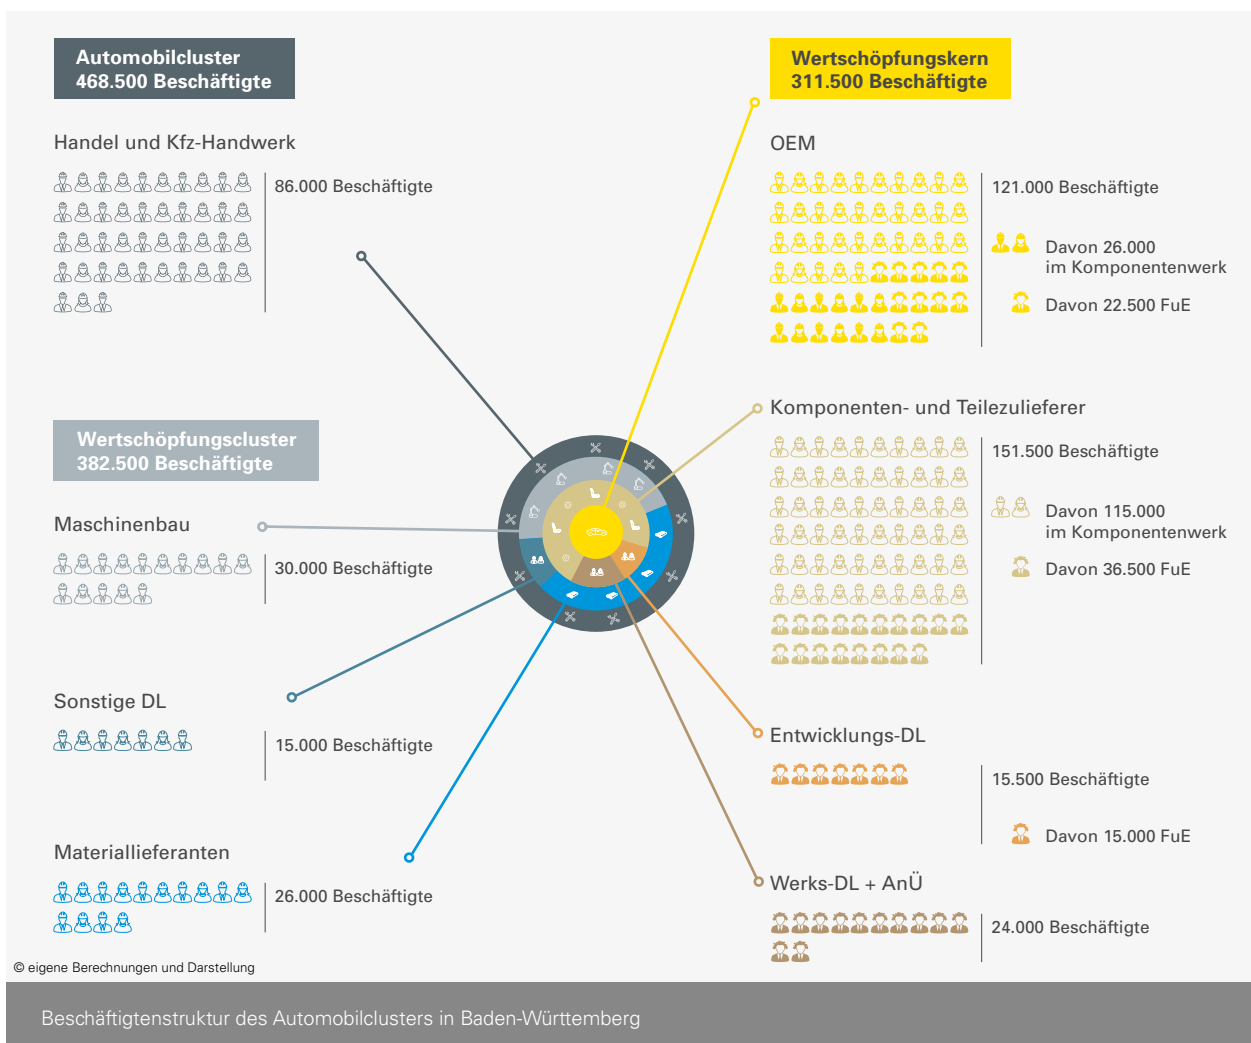 Automobilcluster
468.500 Beschäftigte
Handel und Kfz-Handwerk
86.000 Beschäftigte
Wertschöpfungscluster
382.500 Beschäftigte
Maschinenbau
30.000 Beschäftigte
Sonstige DL
15.000 Beschäftigte
Materiallieferanten
26.000 Beschäftigte
Wertschöpfungskern
311.500 Beschäftigte
OEM
121.000 Beschäftigte
Davon 26.000
im Komponentenwerk
Davon 22.500 FuE
Komponenten- und Teilezulieferer
151.500 Beschäftigte
Davon 115.000
im Komponentenwerk
Davon 36.500 FuE
Entwicklungs-DL
15.500 Beschäftigte
Davon 15.000 FuE
Werks-DL + AnÜ
24.000 Beschäftigte
© eigene Berechnungen und Darstellung
Beschäftigtenstruktur des Automobilclusters in Baden-Württemberg